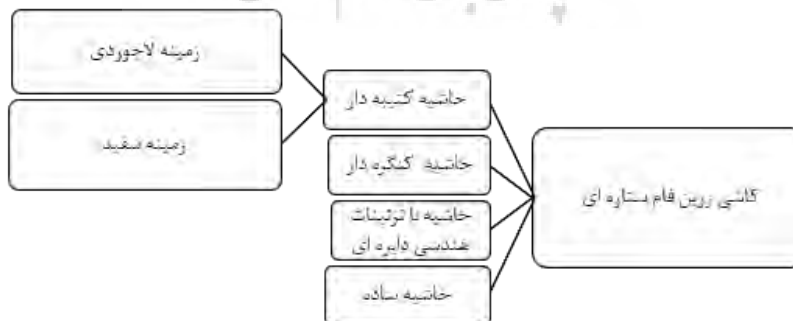 کاشی زرین فام ستاره ای
حاشیه کتیبه دار
زمینه لاجوردی
زمینه سفید
حاشیه کنگره دار
حاشیه با تزئینات
هندسی دایره ای
حاشیه ساده